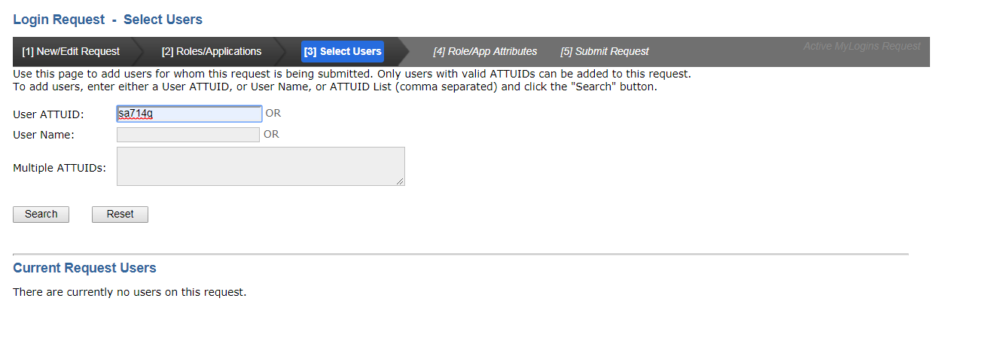 Login Request - Select Users
[1] New/Edit Request [2] Roles/Applications [3] Select Users [4] Role/App Attributes [5] Submit Request Active MyLogins Request
Use this page to add users for whom this request is being submitted. Only users with valid ATTUIDs can be added to this request.
To add users, enter either a User ATTUID, or User Name, or ATTUID List (comma separated) and click the "Search" button.
User ATTUID: sa714q OR
User Name: OR
Multiple ATTUIDs:
Search Reset
Current Request Users
There are currently no users on this request.